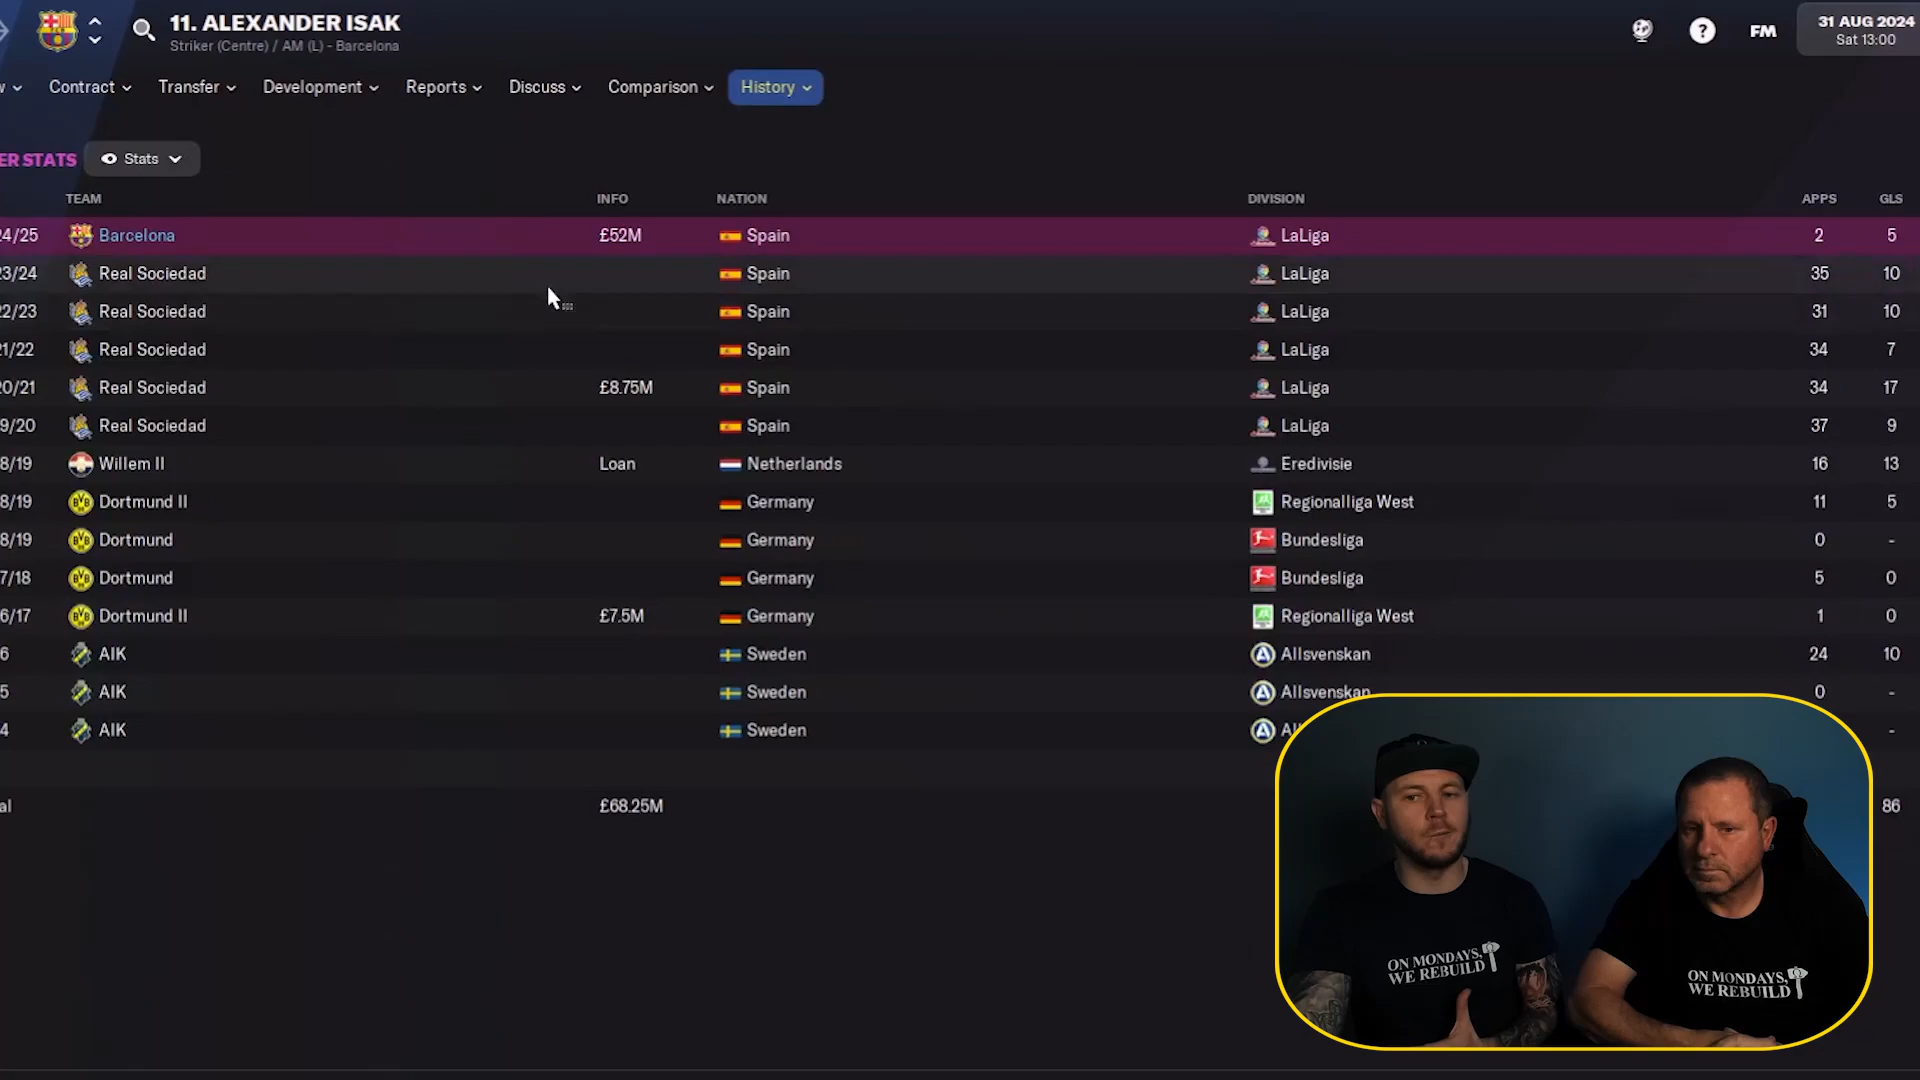 11. ALEXANDER ISAK
Striker (Centre) / AM (L) - Barcelona
FM
31 AUG 2024
Sat 13:00
Contract Transfer Development Reports Discuss Comparison History
ER STATS Stats
TEAM INFO NATION DIVISION APPS GLS
4/25 Barcelona £52M Spain LaLiga 2 5
3/24 Real Sociedad Spain LaLiga 35 10
2/23 Real Sociedad Spain LaLiga 31 10
1/22 Real Sociedad Spain LaLiga 34 7
0/21 Real Sociedad £8.75M Spain LaLiga 34 17
9/20 Real Sociedad Spain LaLiga 37 9
8/19 Willem II Loan Netherlands Eredivisie 16 13
8/19 Dortmund II Germany Regionalliga West 11 5
8/19 Dortmund Germany Bundesliga 0 -
7/18 Dortmund Germany Bundesliga 5 0
6/17 Dortmund II £7.5M Germany Regionalliga West 1 0
6 AIK Sweden Allsvenskan 24 10
5 AIK Sweden Allsvenskan 0 -
4 AIK Sweden Al -
al £68.25M 86
ON MONDAYS,
WE REBUILD
ON MONDAYS,
WE REBUILD